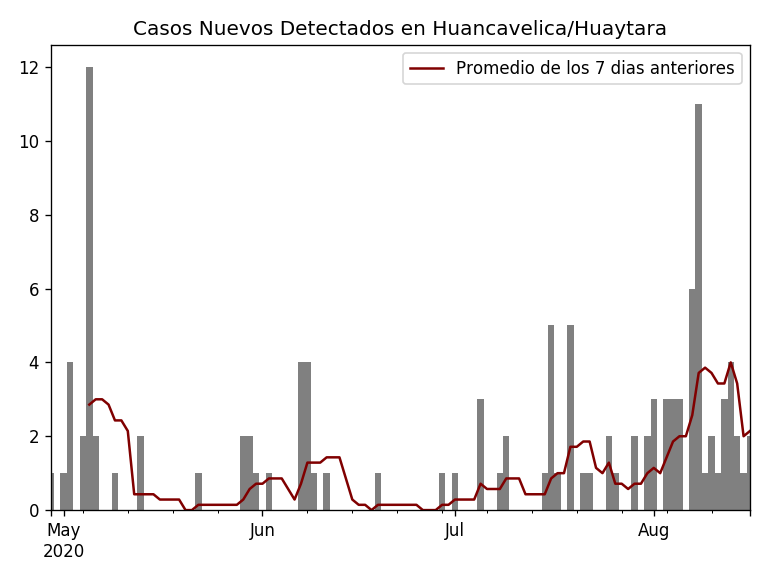 Casos Nuevos Detectados en Huancavelica/Huaytara
Promedio de los 7 dias anteriores
12
10
8
6
4
2
0
May
2020
Jun
Jul
Aug